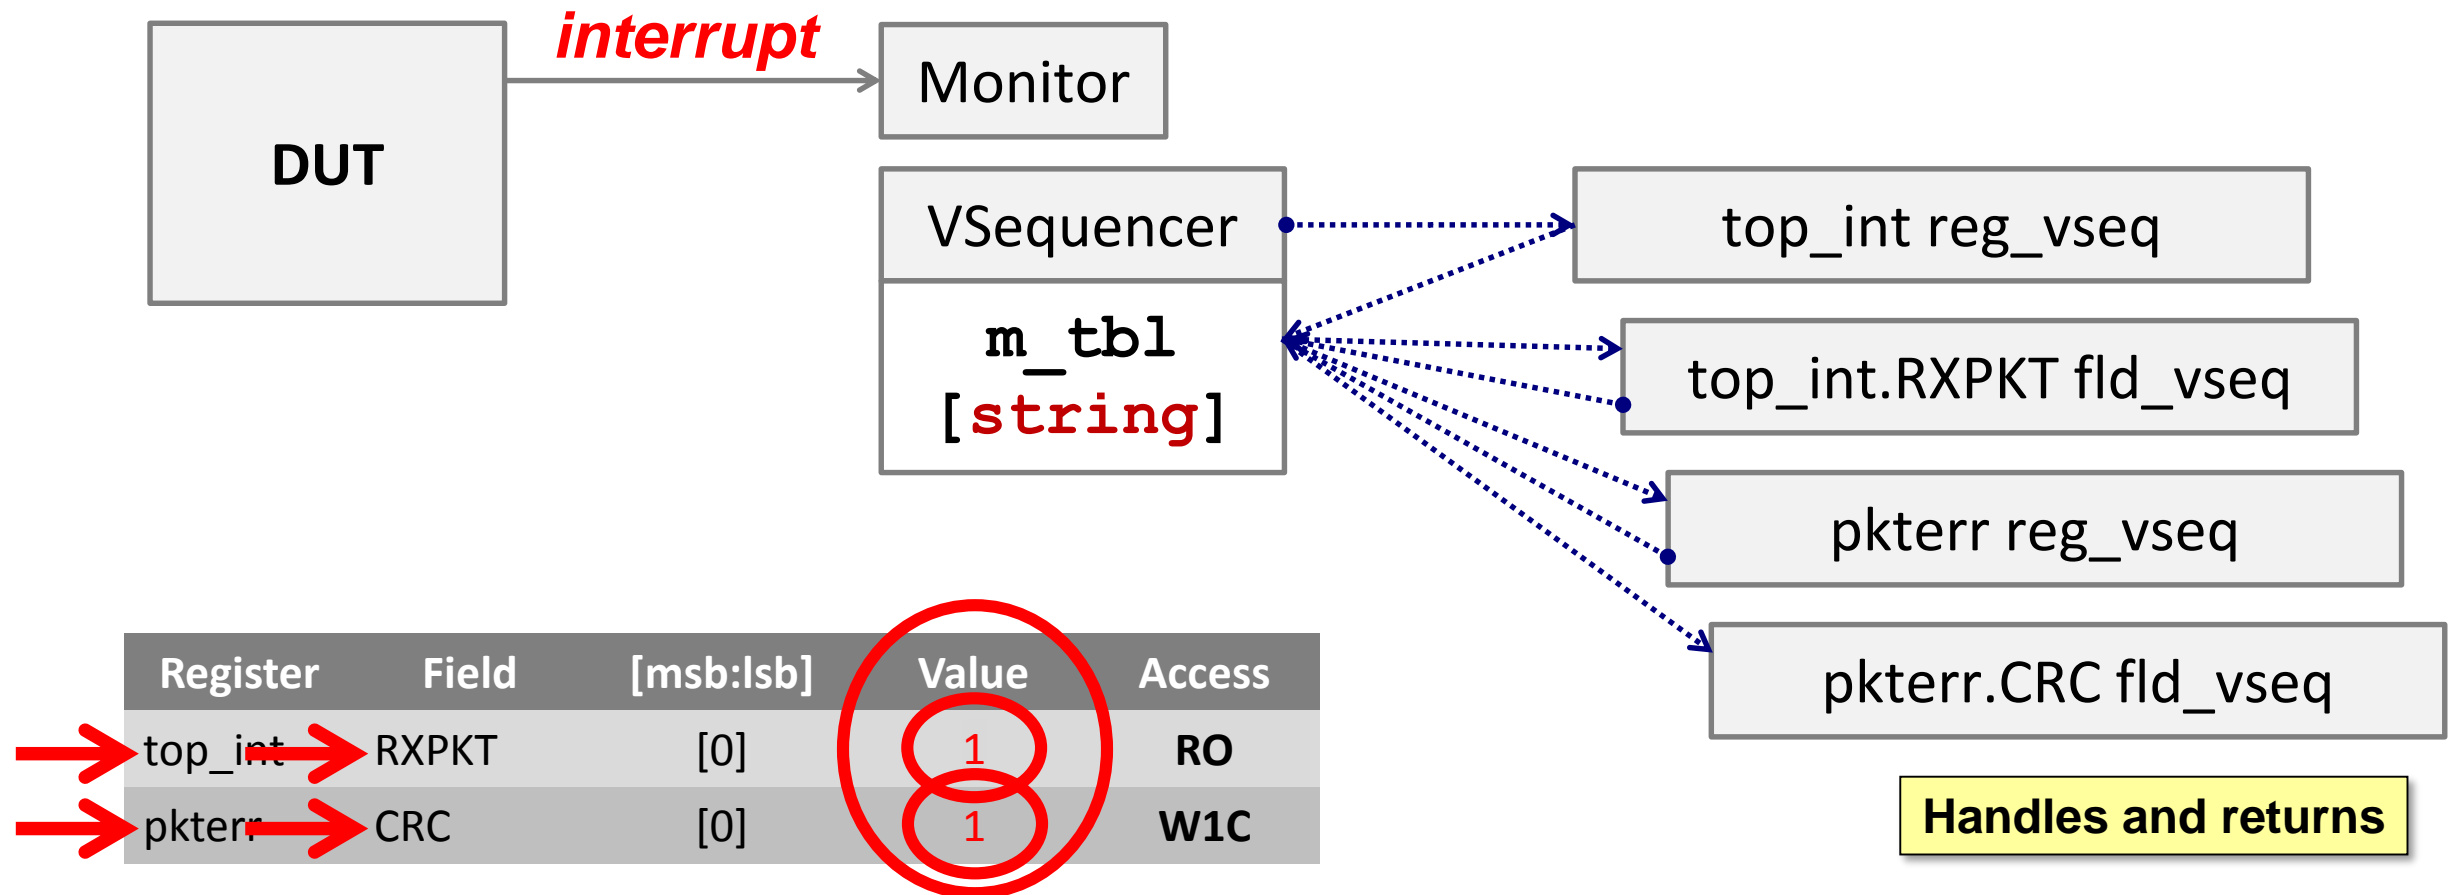 interrupt
DUT
Monitor
VSequencer
m_tbl
[string]
top_int reg_vseq
top_int.RXPKT fld_vseq
pkterr reg_vseq
pkterr.CRC fld_vseq
Register Field [msb:lsb] Value Access
top_int RXPKT [0] 1 RO
pkterr CRC [0] 1 W1C
Handles and returns